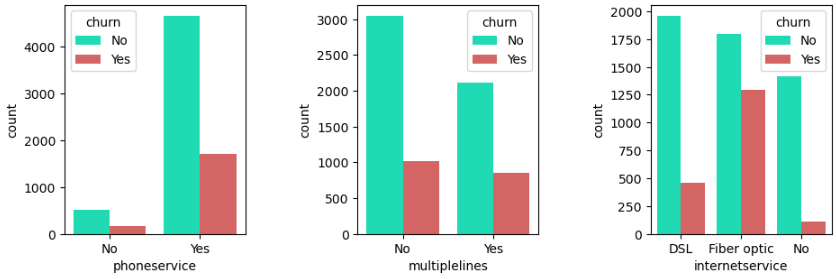 churn
No
Yes
4000
3000
2000
1000
0
count
No Yes
phoneservice
churn
No
Yes
3000
2500
2000
1500
1000
500
0
count
No Yes
multiplelines
churn
No
Yes
2000
1750
1500
1250
1000
750
500
250
0
count
DSL Fiber optic No
internetservice